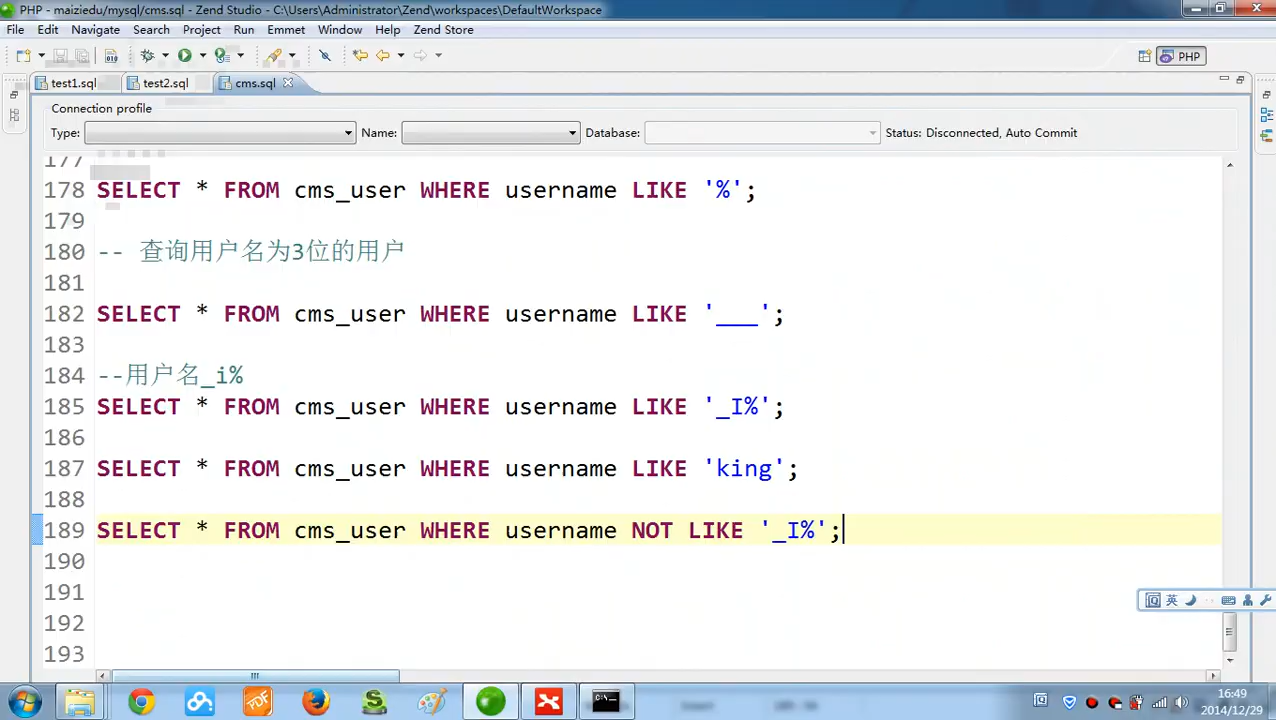 PHP - maiziedu/mysql/cms.sql - Zend Studio - C:\Users\Administrator\Zend\workspaces\DefaultWorkspace
File Edit Navigate Search Project Run Emmet Window Help Zend Store
PHP
test1.sql test2.sql cms.sql
Connection profile
Type: Name: Database: Status: Disconnected, Auto Commit
177
178 SELECT * FROM cms_user WHERE username LIKE '%';
179
180 -- 查询用户名为3位的用户
181
182 SELECT * FROM cms_user WHERE username LIKE '___';
183
184 --用户名_i%
185 SELECT * FROM cms_user WHERE username LIKE '_I%';
186
187 SELECT * FROM cms_user WHERE username LIKE 'king';
188
189 SELECT * FROM cms_user WHERE username NOT LIKE '_I%';
190
191
192
193
英
16:49
2014/12/29